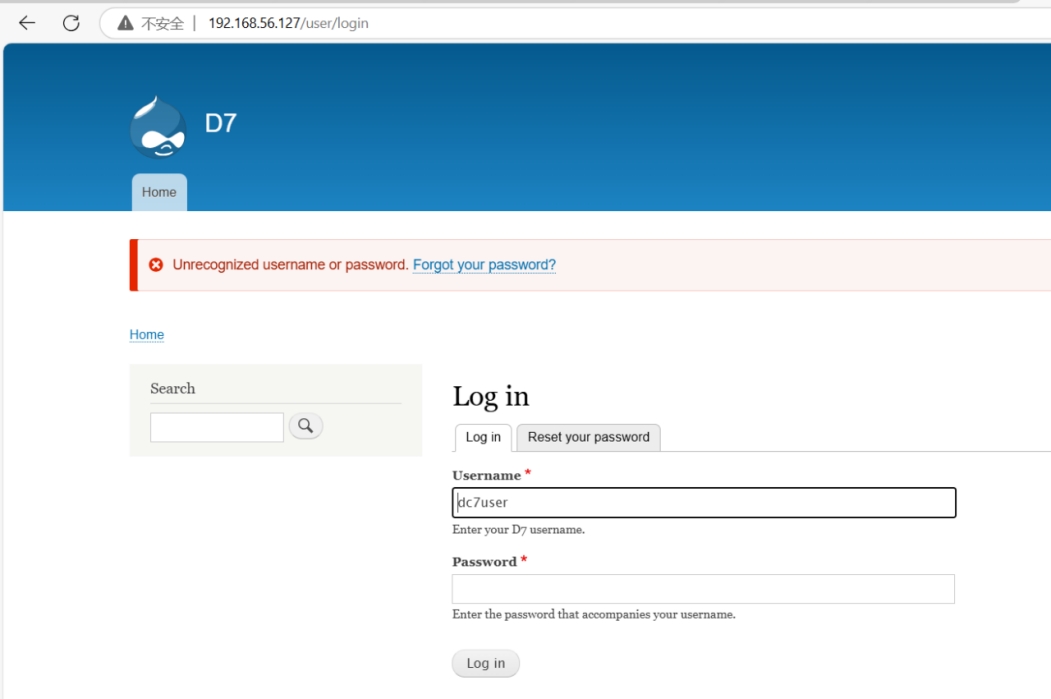 不安全 | 192.168.56.127/user/login
D7
Home
Unrecognized username or password. Forgot your password?
Home
Search
Log in
Log in
Reset your password
Username *
dc7user
Enter your D7 username.
Password *
Enter the password that accompanies your username.
Log in